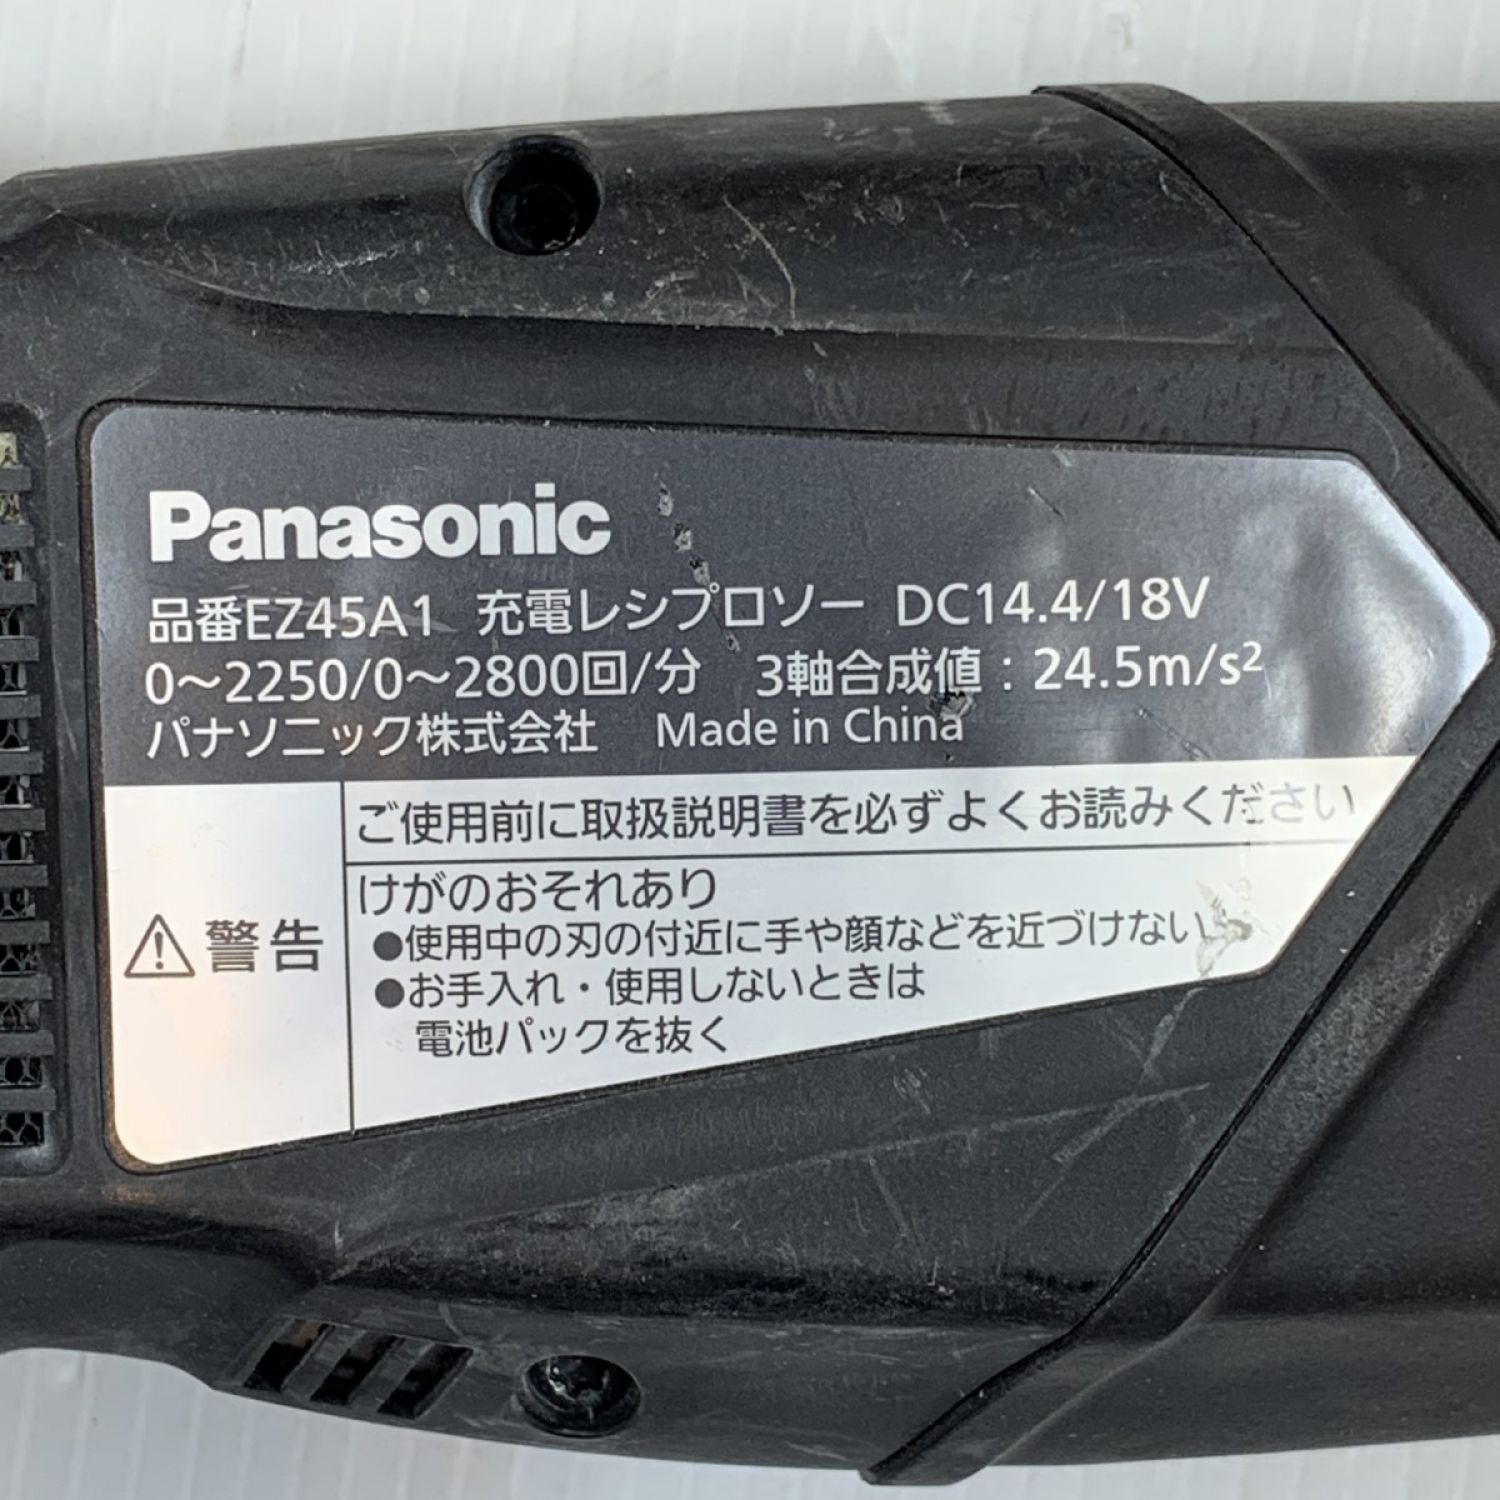 Panasonic
品番EZ45A1 充電レシプロソー DC14.4/18V
0〜2250/0〜2800回/分 3軸合成値：24.5m/s²
パナソニック株式会社 Made in China
ご使用前に取扱説明書を必ずよくお読みください
警告
けがのおそれあり
●使用中の刃の付近に手や顔などを近づけない
●お手入れ・使用しないときは
電池パックを抜く